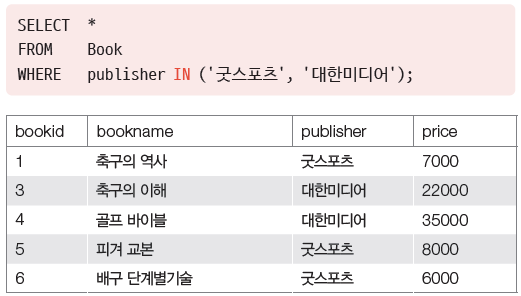 SELECT *
FROM Book
WHERE publisher IN ('굿스포츠', '대한미디어');
bookid bookname publisher price
1 축구의 역사 굿스포츠 7000
3 축구의 이해 대한미디어 22000
4 골프 바이블 대한미디어 35000
5 피겨 교본 굿스포츠 8000
6 배구 단계별기술 굿스포츠 6000